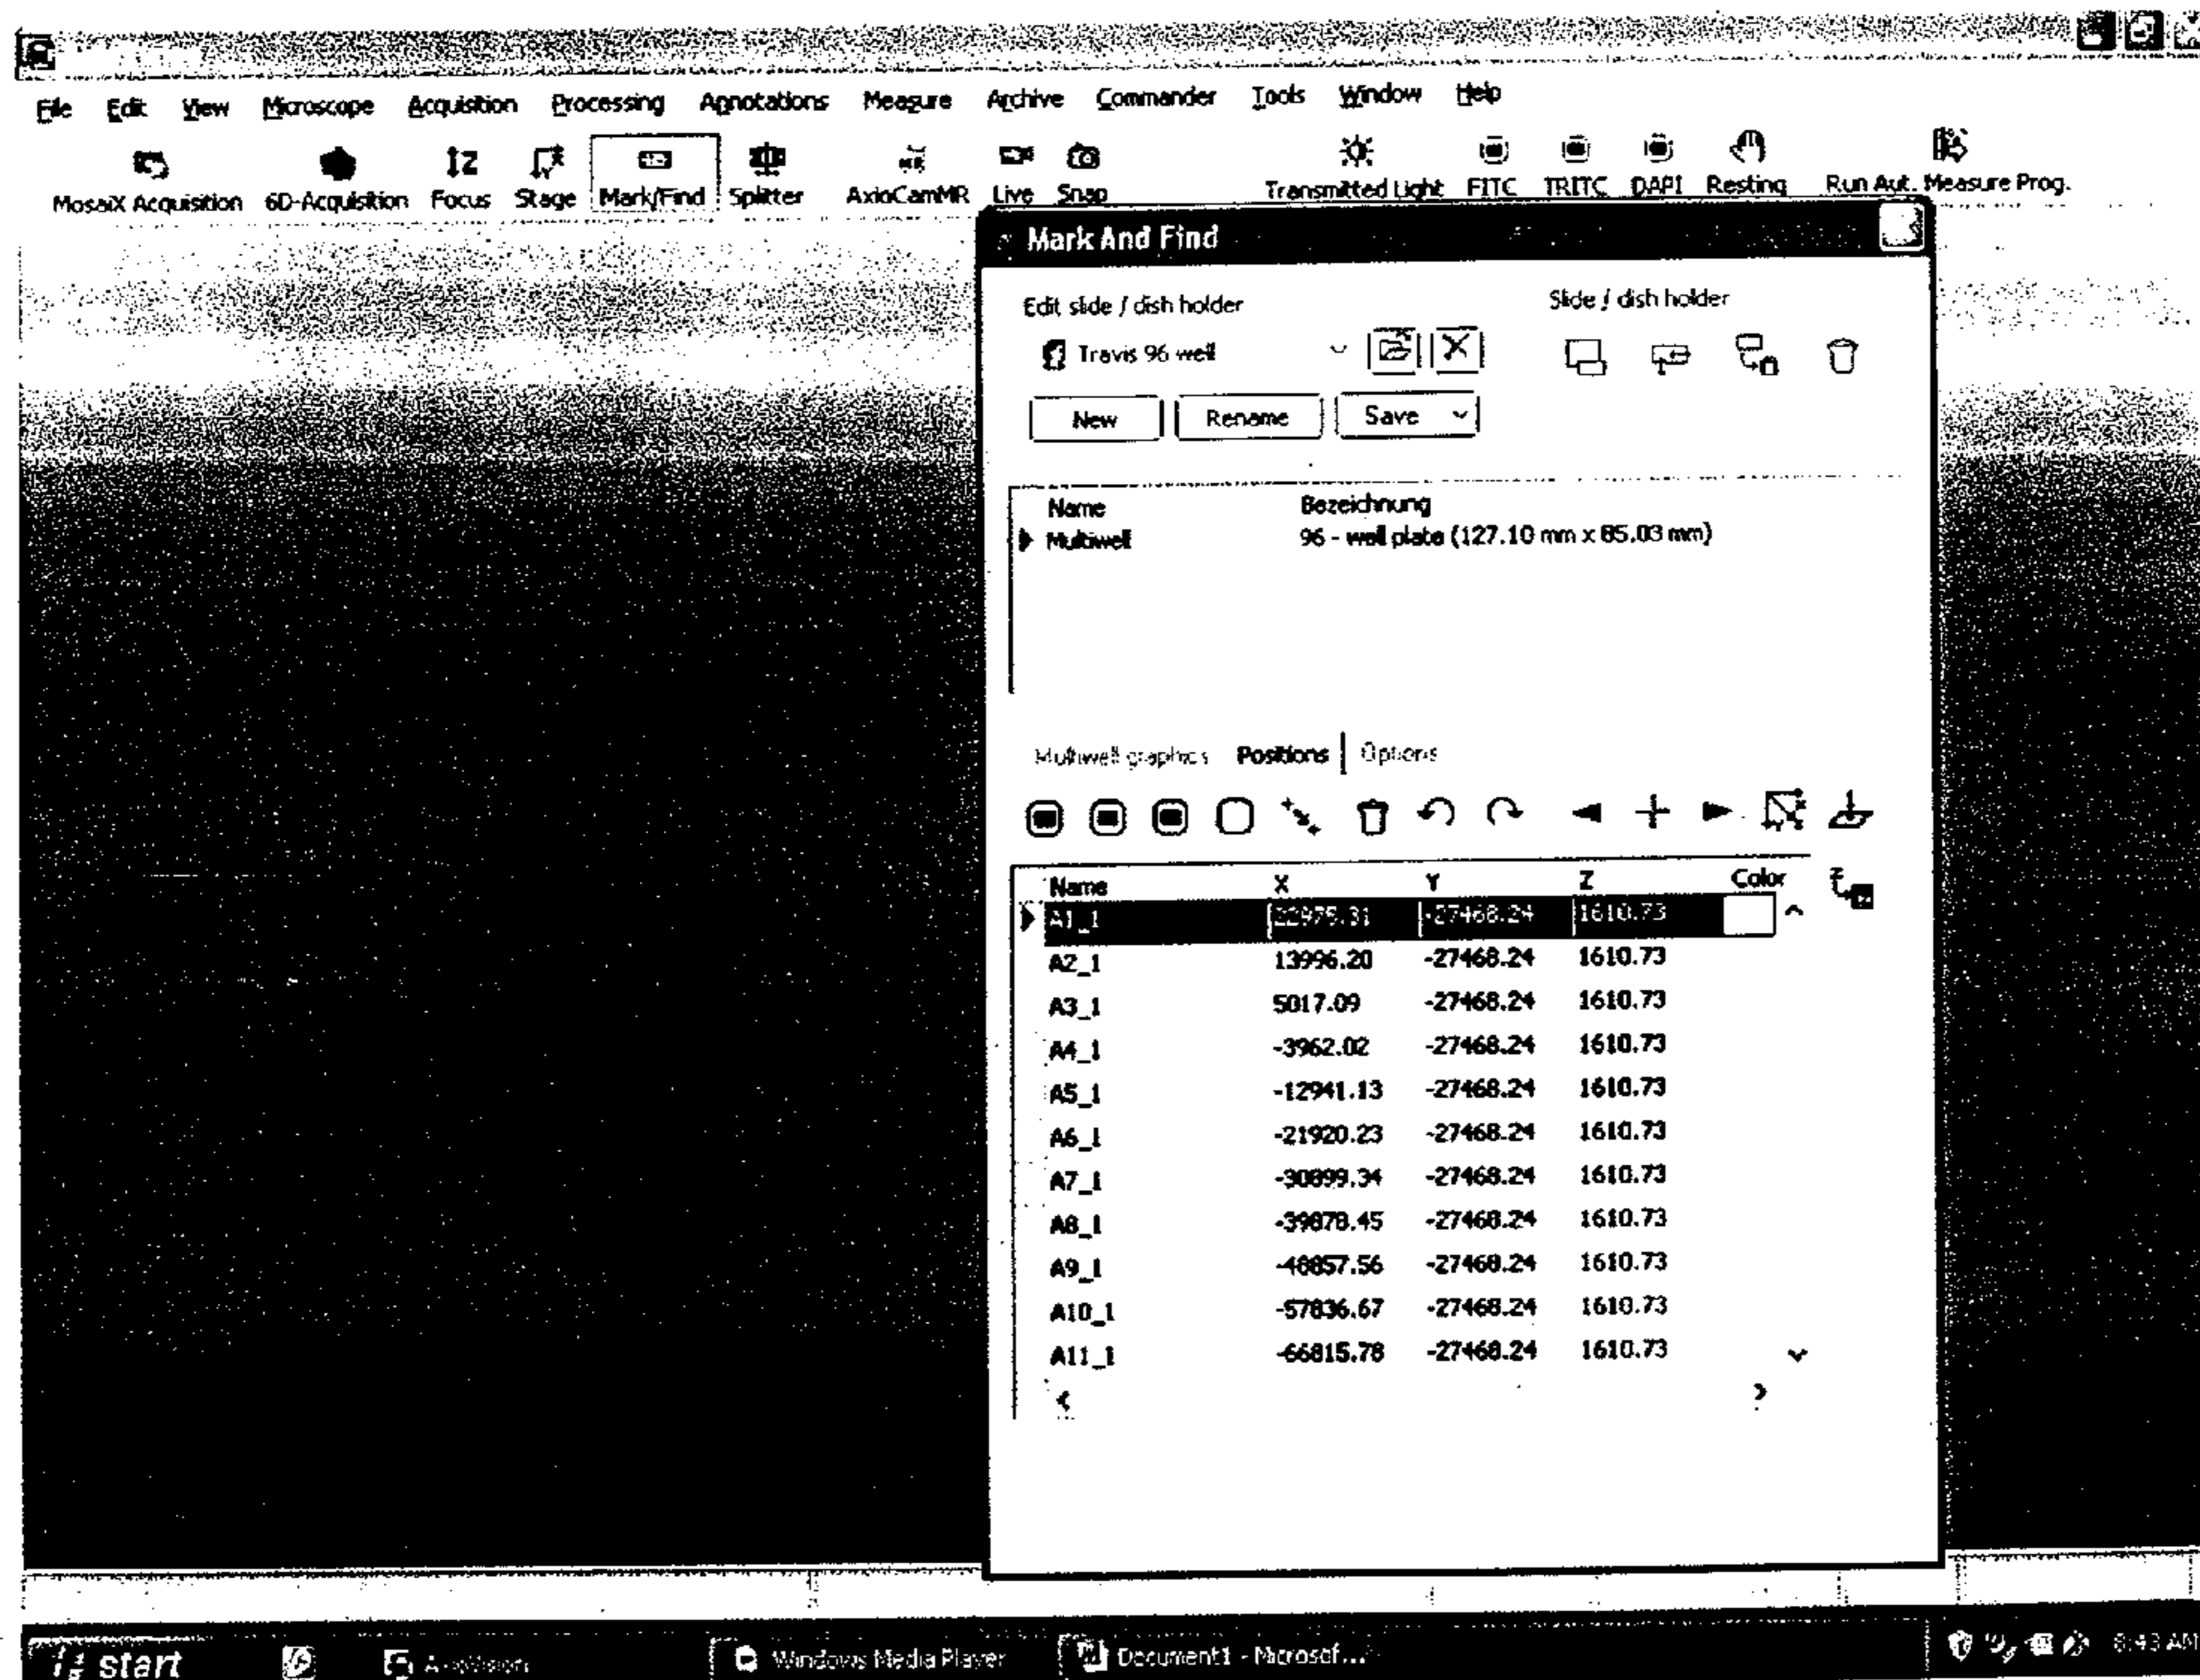 File Edit View Microscope Acquisition Processing Annotations Measure Archive Commander Tools Window Help
MosaiX Acquisition 6D-Acquisition Focus Stage Mark/Find Splitter AxioCamMR Live Snap Transmitted Light FITC TRITC DAPI Resting Run Aut. Measure Prog.
Mark And Find
Edit slide / dish holder Slide / dish holder
Travis 96 well
New Rename Save
Name Bezeichnung
Multiwell 96 - well plate (127.10 mm x 85.03 mm)
Multiwell graphics Positions Options
Name X Y Z Color
A1_1 22975.31 -27468.24 1610.73
A2_1 13996.20 -27468.24 1610.73
A3_1 5017.09 -27468.24 1610.73
A4_1 -3962.02 -27468.24 1610.73
A5_1 -12941.13 -27468.24 1610.73
A6_1 -21920.23 -27468.24 1610.73
A7_1 -30899.34 -27468.24 1610.73
A8_1 -39878.45 -27468.24 1610.73
A9_1 -48857.56 -27468.24 1610.73
A10_1 -57836.67 -27468.24 1610.73
A11_1 -66815.78 -27468.24 1610.73
start AxioVision Windows Media Player Document1 - Microsof... 8:43 AM